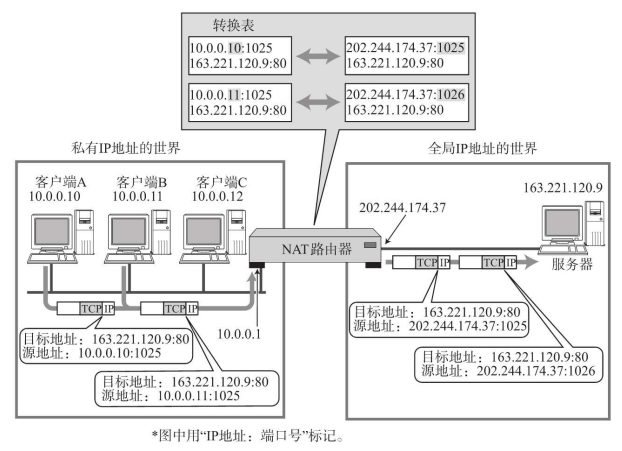 转换表
10.0.0.10:1025
163.221.120.9:80
202.244.174.37:1025
163.221.120.9:80
10.0.0.11:1025
163.221.120.9:80
202.244.174.37:1026
163.221.120.9:80
私有IP地址的世界
全局IP地址的世界
客户端A
10.0.0.10
客户端B
10.0.0.11
客户端C
10.0.0.12
163.221.120.9
202.244.174.37
NAT路由器
服务器
TCP IP
TCP IP
TCP IP
TCP IP
10.0.0.1
目标地址：163.221.120.9:80
源地址：10.0.0.10:1025
目标地址：163.221.120.9:80
源地址：10.0.0.11:1025
目标地址：163.221.120.9:80
源地址：202.244.174.37:1025
目标地址：163.221.120.9:80
源地址：202.244.174.37:1026
*图中用“IP地址：端口号”标记。